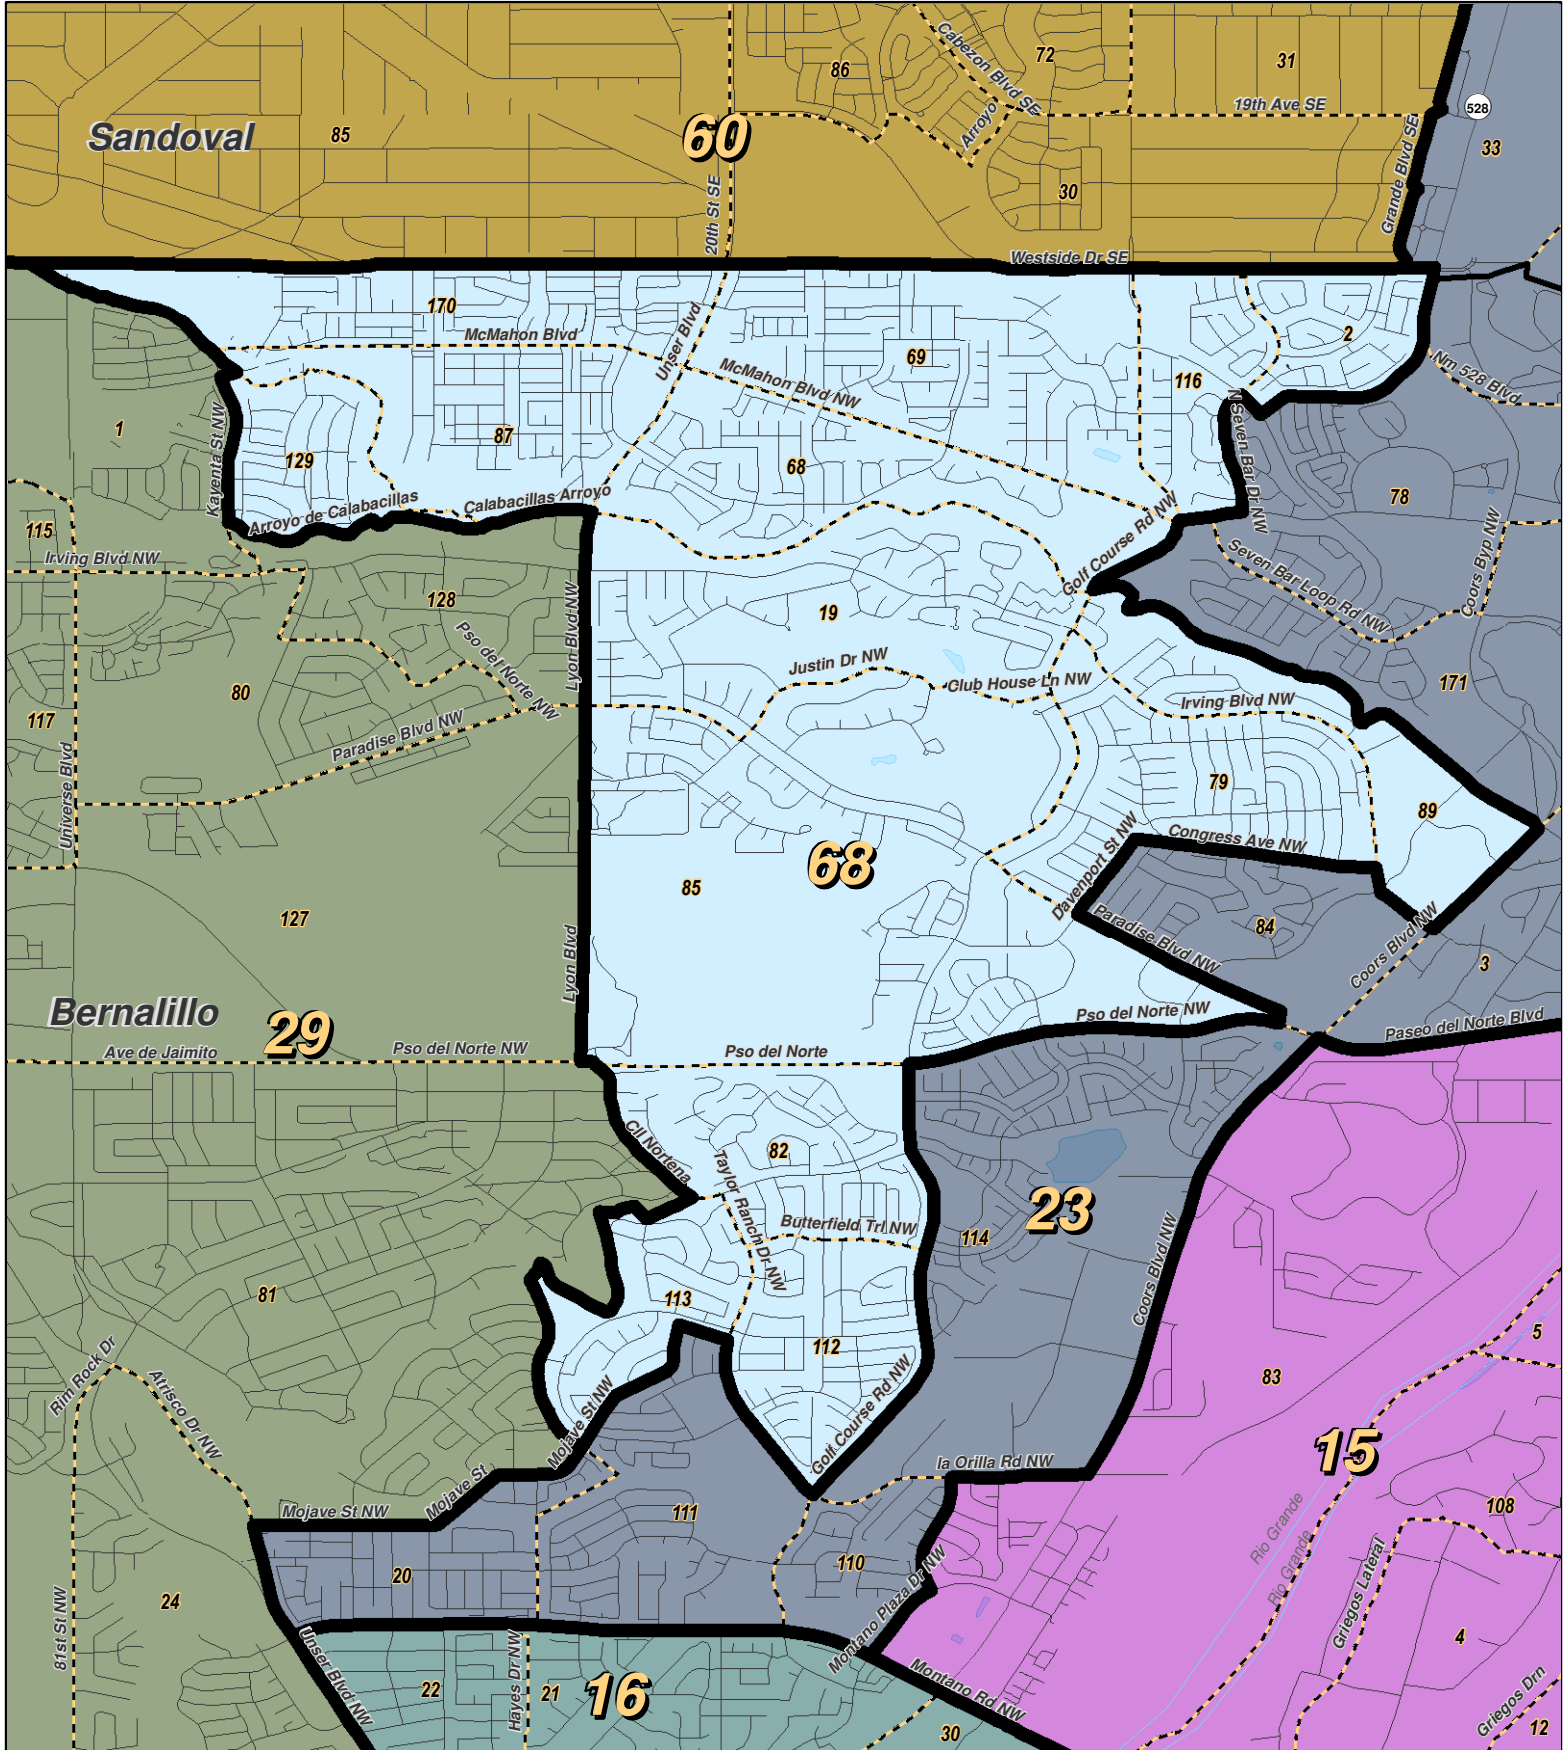 Cabezon Blvd SE
72
31
86
19th Ave SE
528
Sandoval
85
60
Arroyo
33
30
Grande Blvd SE
20th St SE
Westside Dr SE
170
McMahon Blvd
Unser Blvd
69
McMahon Blvd NW
116
2
Nm 528 Blvd
1
Kayenta St NW
129
87
68
N Seven Bar Dr NW
78
Arroyo de Calabacillas
Calabacillas Arroyo
115
Irving Blvd NW
Golf Course Rd NW
Seven Bar Loop Rd NW
Coors Byp NW
128
Lyon Blvd NW
19
Pso del Norte NW
Justin Dr NW
Club House Ln NW
80
117
Paradise Blvd NW
Irving Blvd NW
171
Universe Blvd
79
89
Congress Ave NW
Davenport St NW
68
85
127
84
Paradise Blvd NW
Coors Blvd NW
3
Lyon Blvd
Bernalillo
29
Pso del Norte NW
Paseo del Norte Blvd
Ave de Jaimito
Pso del Norte NW
Pso del Norte
Cll Nortena
82
Taylor Ranch Dr NW
Butterfield Trl NW
23
114
Coors Blvd NW
81
113
112
5
Rim Rock Dr
Atrisco Dr NW
Golf Course Rd NW
83
15
Mojave St NW
la Orilla Rd NW
Mojave St
Mojave St NW
111
108
Rio Grande
Rio Grande
20
110
Griegos Lateral
24
81st St NW
Montano Plaza Dr NW
4
Unser Blvd NW
22
Hayes Dr NW
21
16
Montano Rd NW
30
Griegos Drn
12